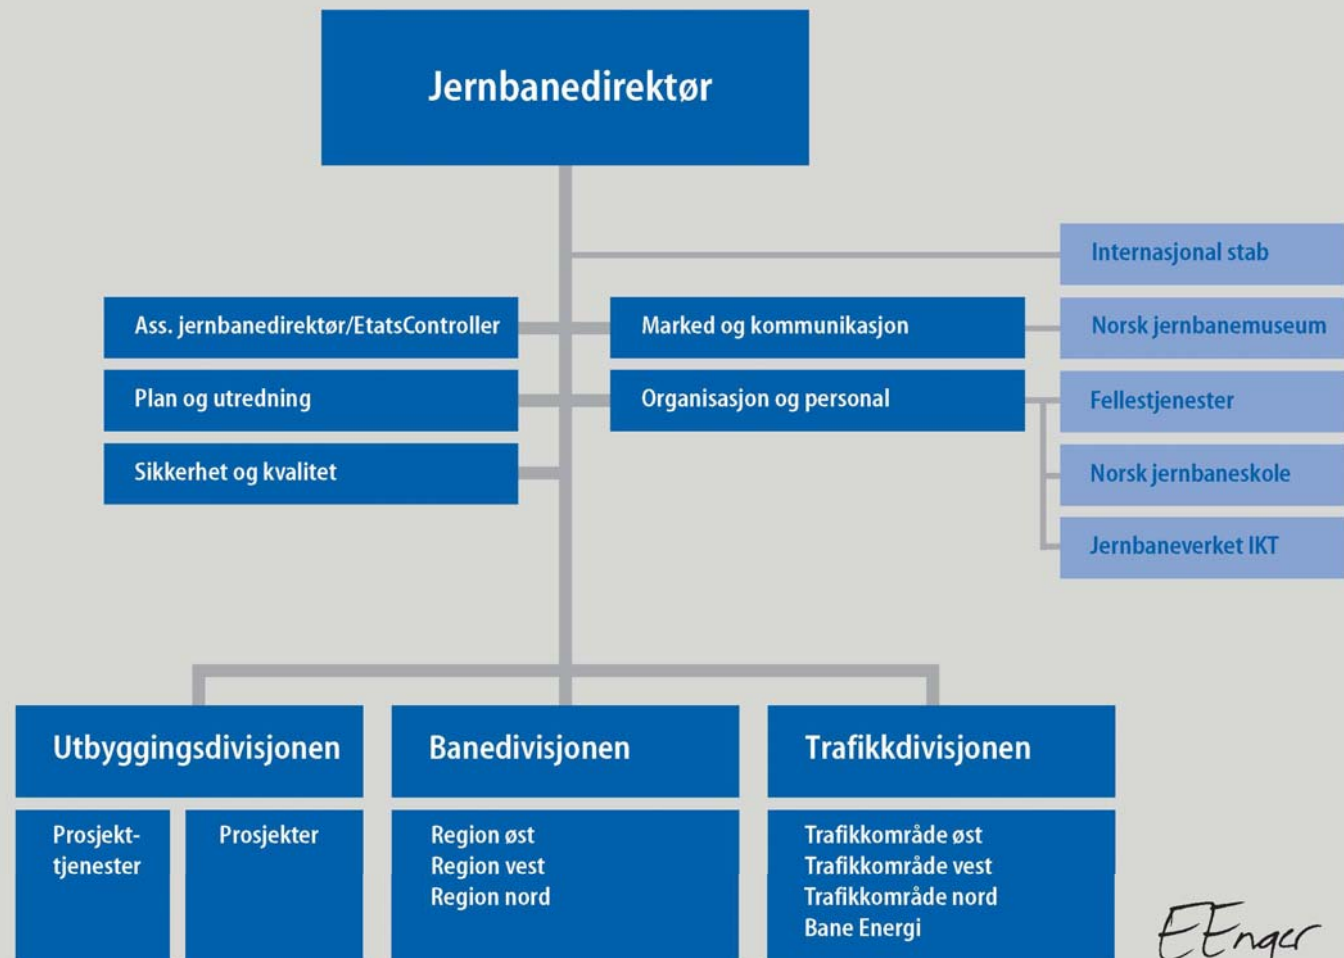 Jernbanedirektør
Internasjonal stab
Ass. jernbanedirektør/EtatsController
Marked og kommunikasjon
Norsk jernbanemuseum
Plan og utredning
Organisasjon og personal
Fellestjenester
Sikkerhet og kvalitet
Norsk jernbaneskole
Jernbaneverket IKT
Utbyggingsdivisjonen
Prosjekt-
tjenester
Prosjekter
Banedivisjonen
Region øst
Region vest
Region nord
Trafikkdivisjonen
Trafikkområde øst
Trafikkområde vest
Trafikkområde nord
Bane Energi
EEnger